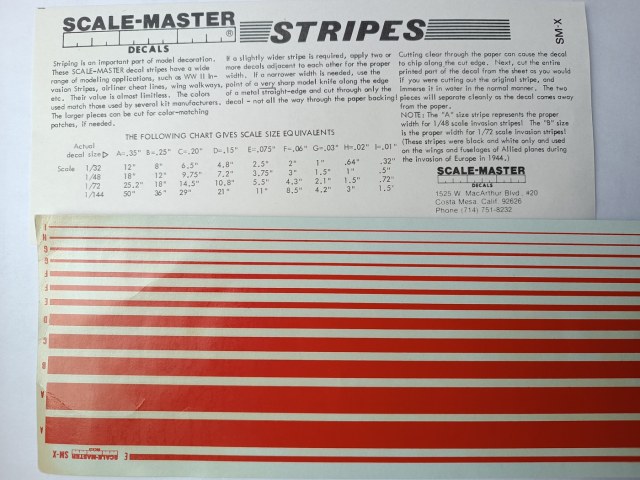 SCALE-MASTER ®
DECALS
STRIPES
SM-X
Striping is an important part of model decoration.
These SCALE-MASTER decal stripes have a wide
range of modeling applications, such as WW II In-
vasion Stripes, airliner cheat lines, wing walkways,
etc. Their value is almost limitless. The colors
used match those used by several kit manufacturers.
The larger pieces can be cut for color-matching
patches, if needed.
If a slightly wider stripe is required, apply two or
more decals adjacent to each other for the proper
width. If a narrower width is needed, use the
point of a very sharp model knife along the edge
of a metal straight-edge and cut through only the
decal - not all the way through the paper backing!
Cutting clear through the paper can cause the decal
to chip along the cut edge. Next, cut the entire
printed part of the decal from the sheet as you would
if you were cutting out the original stripe, and
immerse it in water in the normal manner. The two
pieces will separate cleanly as the decal comes away
from the paper.
NOTE: The "A" size stripe represents the proper
width for 1/48 scale invasion stripes! The "B" size
is the proper width for 1/72 scale invasion stripes!
(These stripes were black and white only and used
on the wings and fuselages of Allied planes during
the invasion of Europe in 1944.)
THE FOLLOWING CHART GIVES SCALE SIZE EQUIVALENTS
Actual
decal size▷ A=.35" B=.25" C=.20" D=.15" E=.075" F=.06" G=.03" H=.02" I=.01"
Scale 1/32 12" 8" 6.5" 4.8" 2.5" 2" 1" .64" .32"
1/48 18" 12" 9.75" 7.2" 3.75" 3" 1.5" 1" .5"
1/72 25.2" 18" 14.5" 10.8" 5.5" 4.3" 2.1" 1.5" .72"
1/144 50" 36" 29" 21" 11" 8.5" 4.2" 3" 1.5"
SCALE-MASTER
DECALS
1525 W. MacArthur Blvd., #20
Costa Mesa, Calif. 92626
Phone (714) 751-8232
I
H
G
G
F
F
E
E
D
C
B
A
A
SM-X SCALE-MASTER E